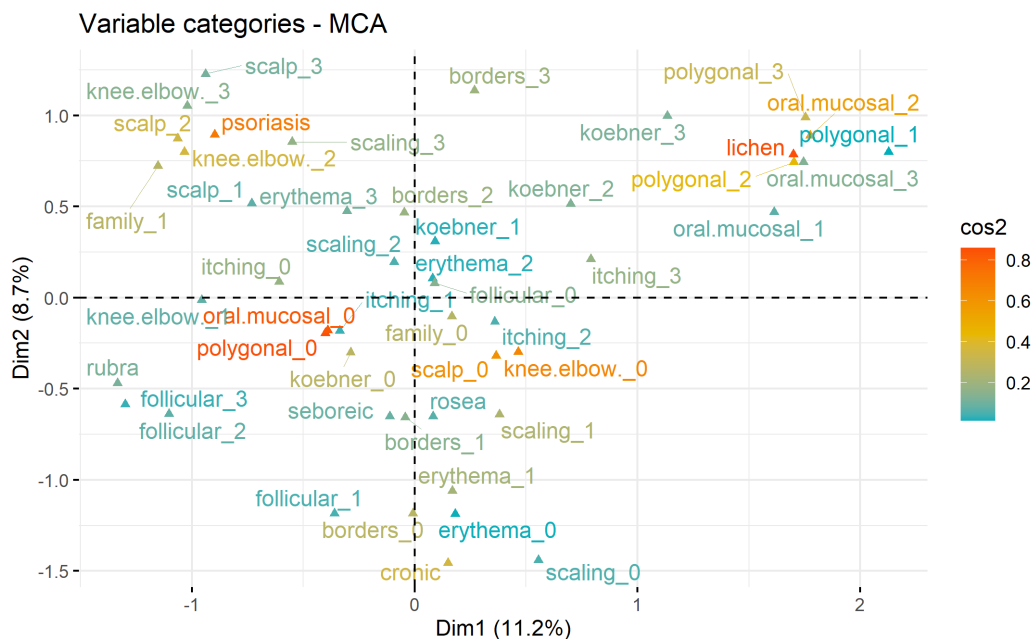 Variable categories - MCA
scalp_3
borders_3
polygonal_3
knee.elbow._3
oral.mucosal_2
scalp_2
psoriasis
koebner_3
polygonal_1
scaling_3
lichen
knee.elbow._2
polygonal_2
oral.mucosal_3
scalp_1
erythema_3
borders_2
koebner_2
family_1
koebner_1
oral.mucosal_1
scaling_2
erythema_2
itching_0
itching_3
follicular_0
itching_1
knee.elbow._1
oral.mucosal_0
family_0
itching_2
polygonal_0
scalp_0
knee.elbow._0
koebner_0
rubra
follicular_3
seboreic
rosea
follicular_2
borders_1
scaling_1
erythema_1
follicular_1
borders_0
erythema_0
cronic
scaling_0
1.0
0.5
0.0
-0.5
-1.0
-1.5
Dim2 (8.7%)
-1
0
1
2
Dim1 (11.2%)
cos2
0.8
0.6
0.4
0.2